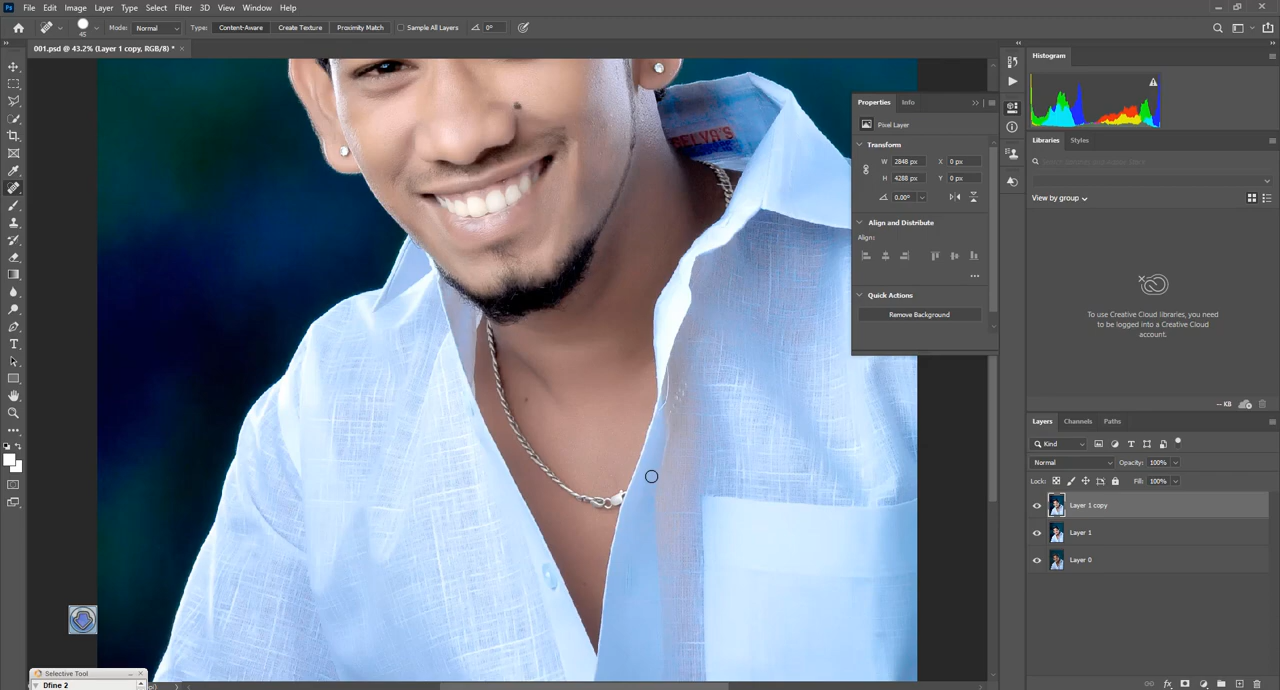 Ps File Edit Image Layer Type Select Filter 3D View Window Help
45 Mode: Normal Type: Content-Aware Create Texture Proximity Match Sample All Layers 0°
001.psd @ 43.2% (Layer 1 copy, RGB/8) *
Histogram
Properties Info
Pixel Layer
Transform
W 2848 px X 0 px
H 4288 px Y 0 px
0.00°
Align and Distribute
Align:
Quick Actions
Remove Background
Libraries Styles
View by group
To use Creative Cloud libraries, you need
to be logged into a Creative Cloud
account.
-- KB
Layers Channels Paths
Kind
Normal Opacity: 100%
Lock: Fill: 100%
Layer 1 copy
Layer 1
Layer 0
Selective Tool
Dfine 2